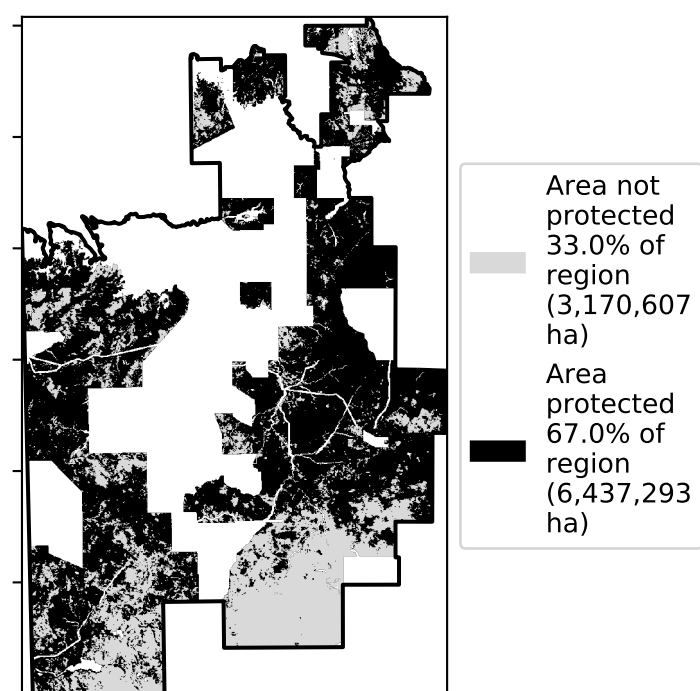 Area not
protected
33.0% of
region
(3,170,607
ha)
Area
protected
67.0% of
region
(6,437,293
ha)